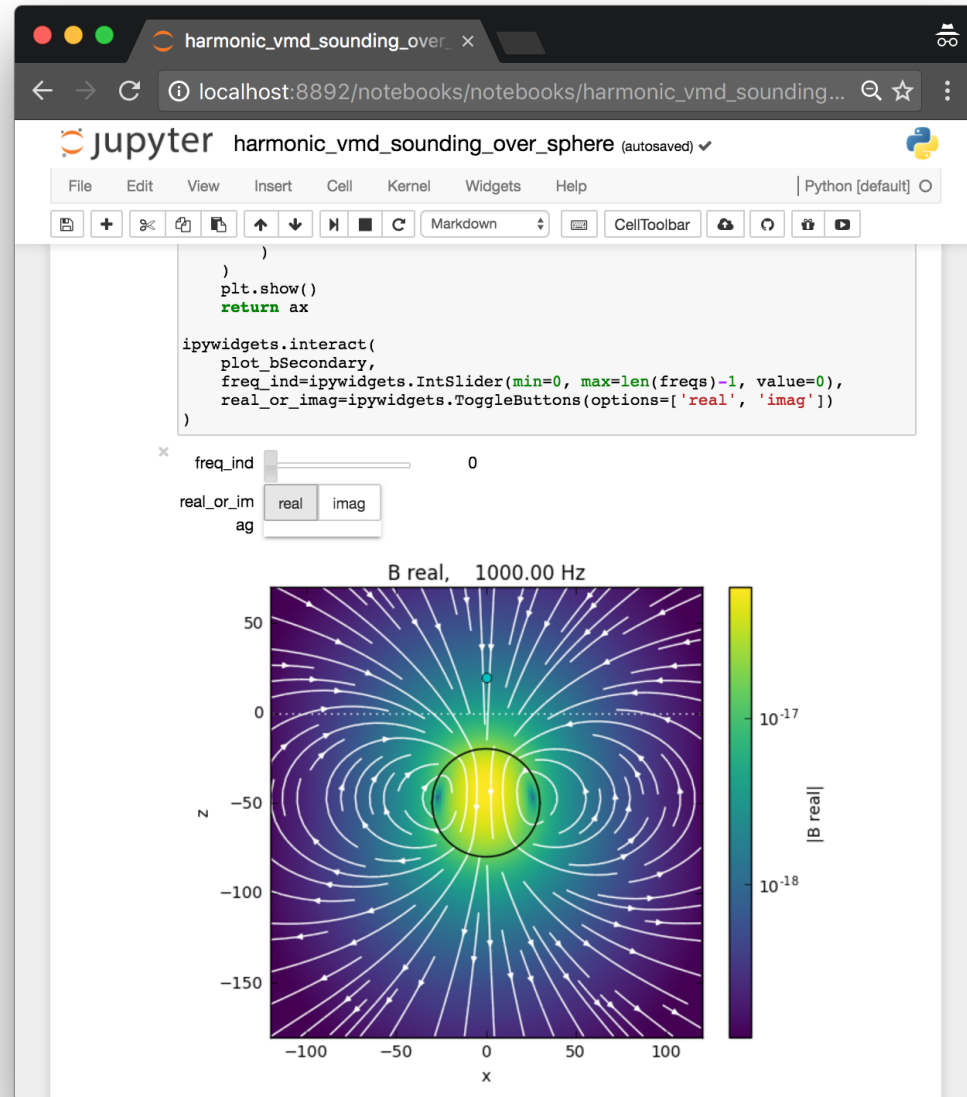 harmonic_vmd_sounding_over_
localhost:8892/notebooks/notebooks/harmonic_vmd_sounding...
jupyter harmonic_vmd_sounding_over_sphere (autosaved)
File Edit View Insert Cell Kernel Widgets Help Python [default]
Markdown CellToolbar
)
)
plt.show()
return ax
ipywidgets.interact(
plot_bSecondary,
freq_ind=ipywidgets.IntSlider(min=0, max=len(freqs)-1, value=0),
real_or_imag=ipywidgets.ToggleButtons(options=['real', 'imag'])
)
freq_ind 0
real_or_im
ag
real imag
B real, 1000.00 Hz
50
0
−50
−100
−150
z
−100 −50 0 50 100
x
10^-17
10^-18
|B real|